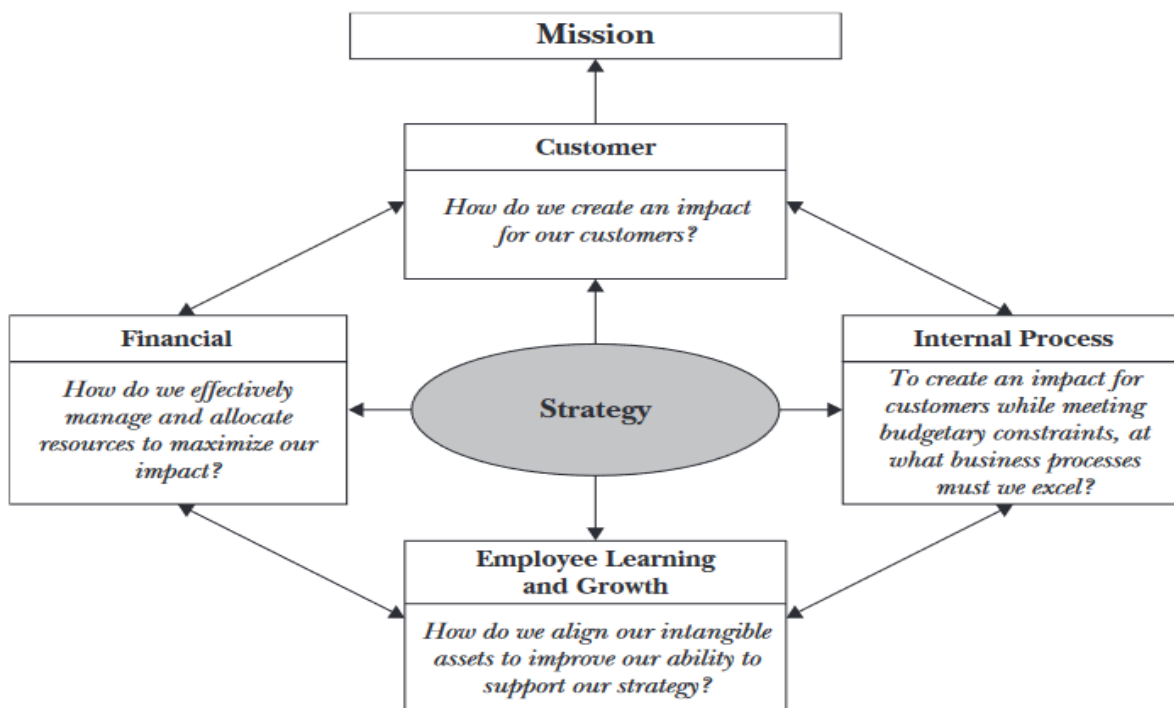 Mission
Customer
How do we create an impact
for our customers?
Financial
How do we effectively
manage and allocate
resources to maximize our
impact?
Strategy
Internal Process
To create an impact for
customers while meeting
budgetary constraints, at
what business processes
must we excel?
Employee Learning
and Growth
How do we align our intangible
assets to improve our ability to
support our strategy?